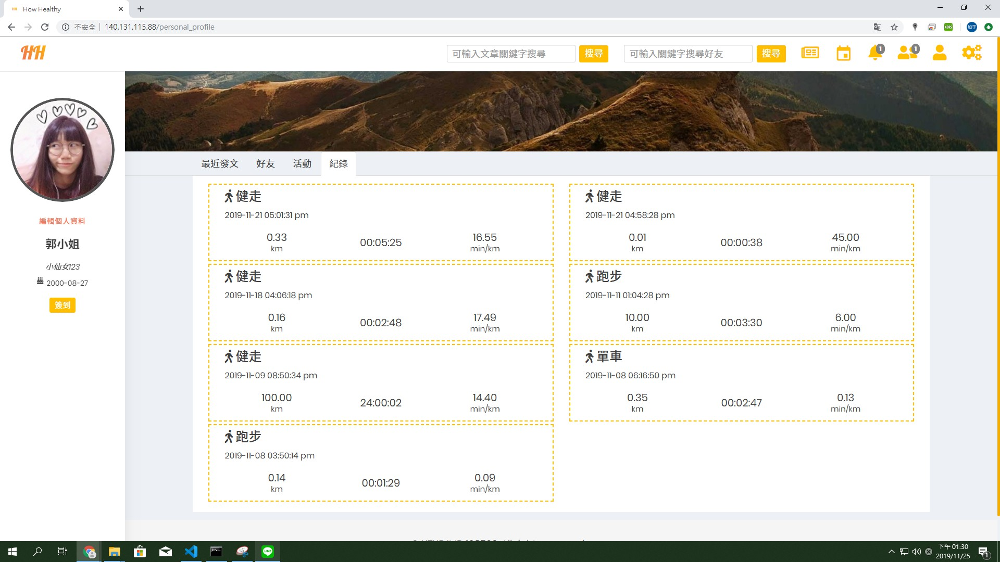 How Healthy
不安全
140.131.115.88/personal_profile
CORS
加于
HH
可輸入文章關鍵字搜尋
搜尋
可輸入關鍵字搜尋好友
搜尋
1
1
編輯個人資料
郭小姐
小仙女123
2000-08-27
簽到
最近發文
好友
活動
紀錄
健走
2019-11-21 05:01:31 pm
0.33
km
00:05:25
16.55
min/km
健走
2019-11-21 04:58:28 pm
0.01
km
00:00:38
45.00
min/km
健走
2019-11-18 04:06:18 pm
0.16
km
00:02:48
17.49
min/km
跑步
2019-11-11 01:04:28 pm
10.00
km
00:03:30
6.00
min/km
健走
2019-11-09 08:50:34 pm
100.00
km
24:00:02
14.40
min/km
單車
2019-11-08 06:16:50 pm
0.35
km
00:02:47
0.13
min/km
跑步
2019-11-08 03:50:14 pm
0.14
km
00:01:29
0.09
min/km
LINE
下午 01:30
2019/11/25
1